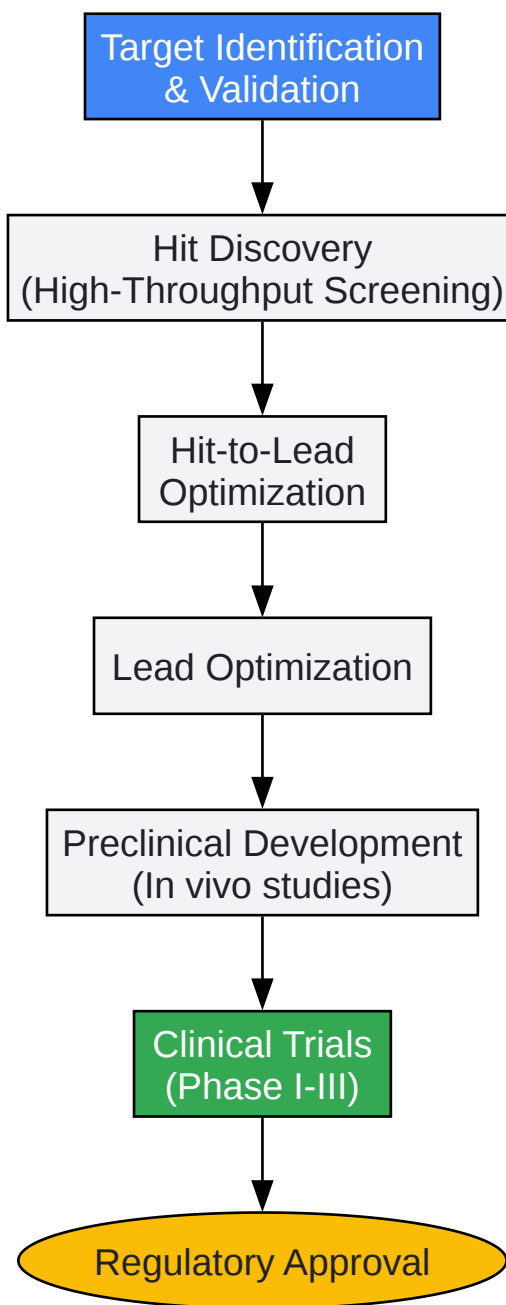 Target Identification
& Validation
Hit Discovery
(High-Throughput Screening)
Hit-to-Lead
Optimization
Lead Optimization
Preclinical Development
(In vivo studies)
Clinical Trials
(Phase I-III)
Regulatory Approval